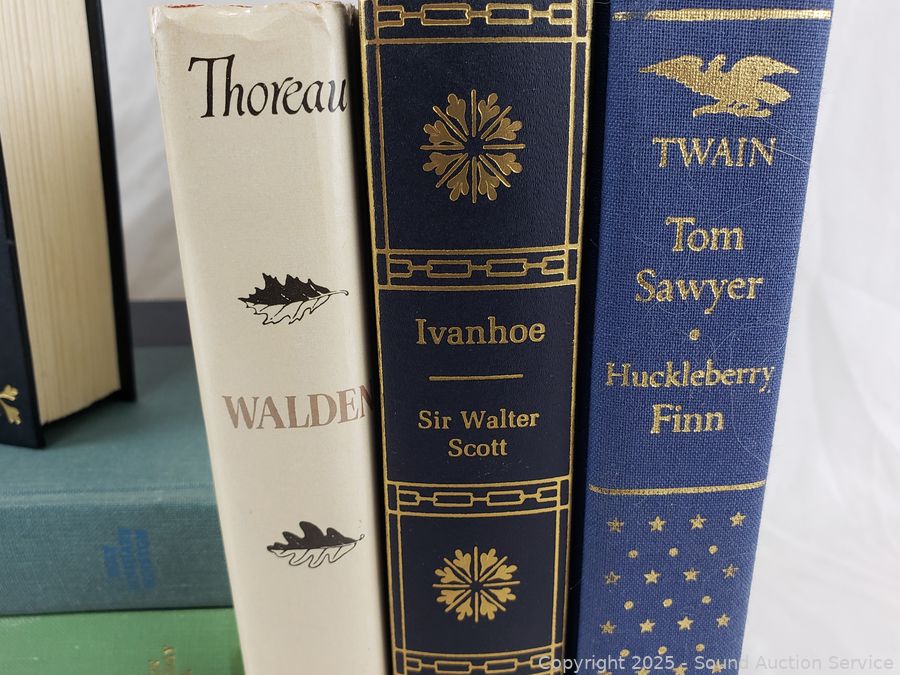 Thoreau
WALDEN
Ivanhoe
Sir Walter
Scott
TWAIN
Tom
Sawyer
Huckleberry
Finn
Copyright 2025 - Sound Auction Service